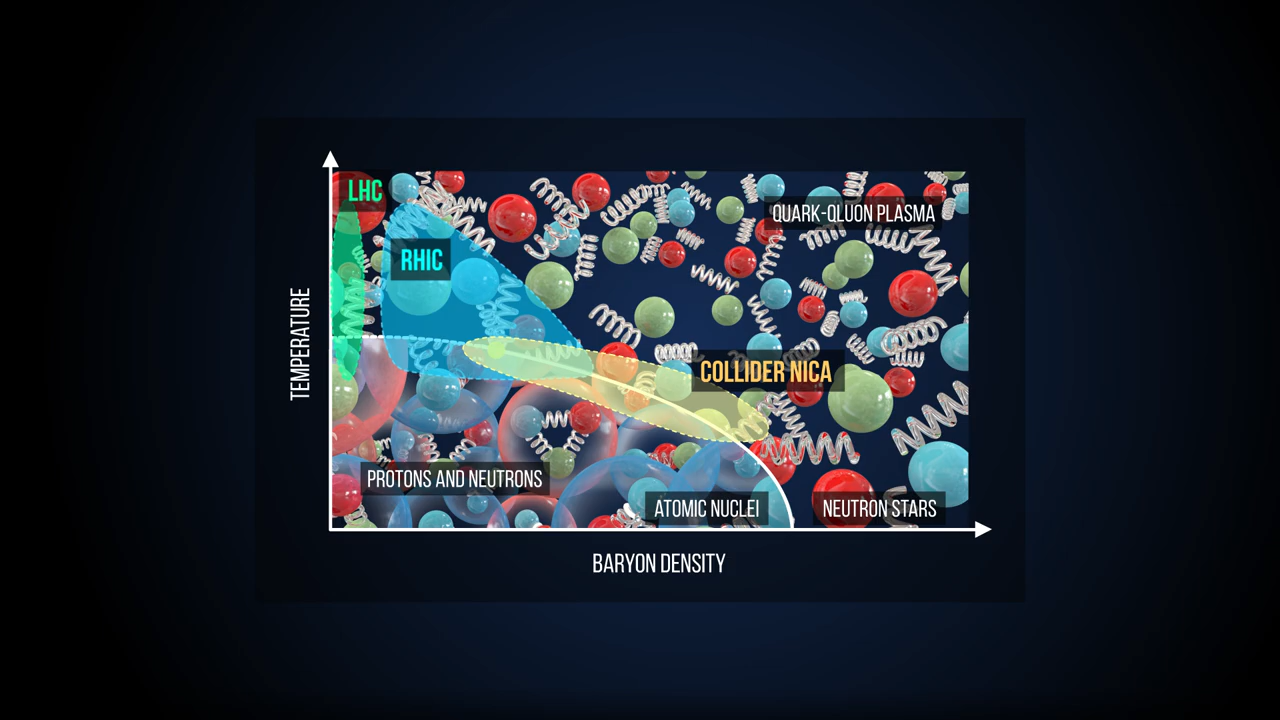 LHC
QUARK-QLUON PLASMA
RHIC
TEMPERATURE
COLLIDER NICA
PROTONS AND NEUTRONS
ATOMIC NUCLEI
NEUTRON STARS
BARYON DENSITY